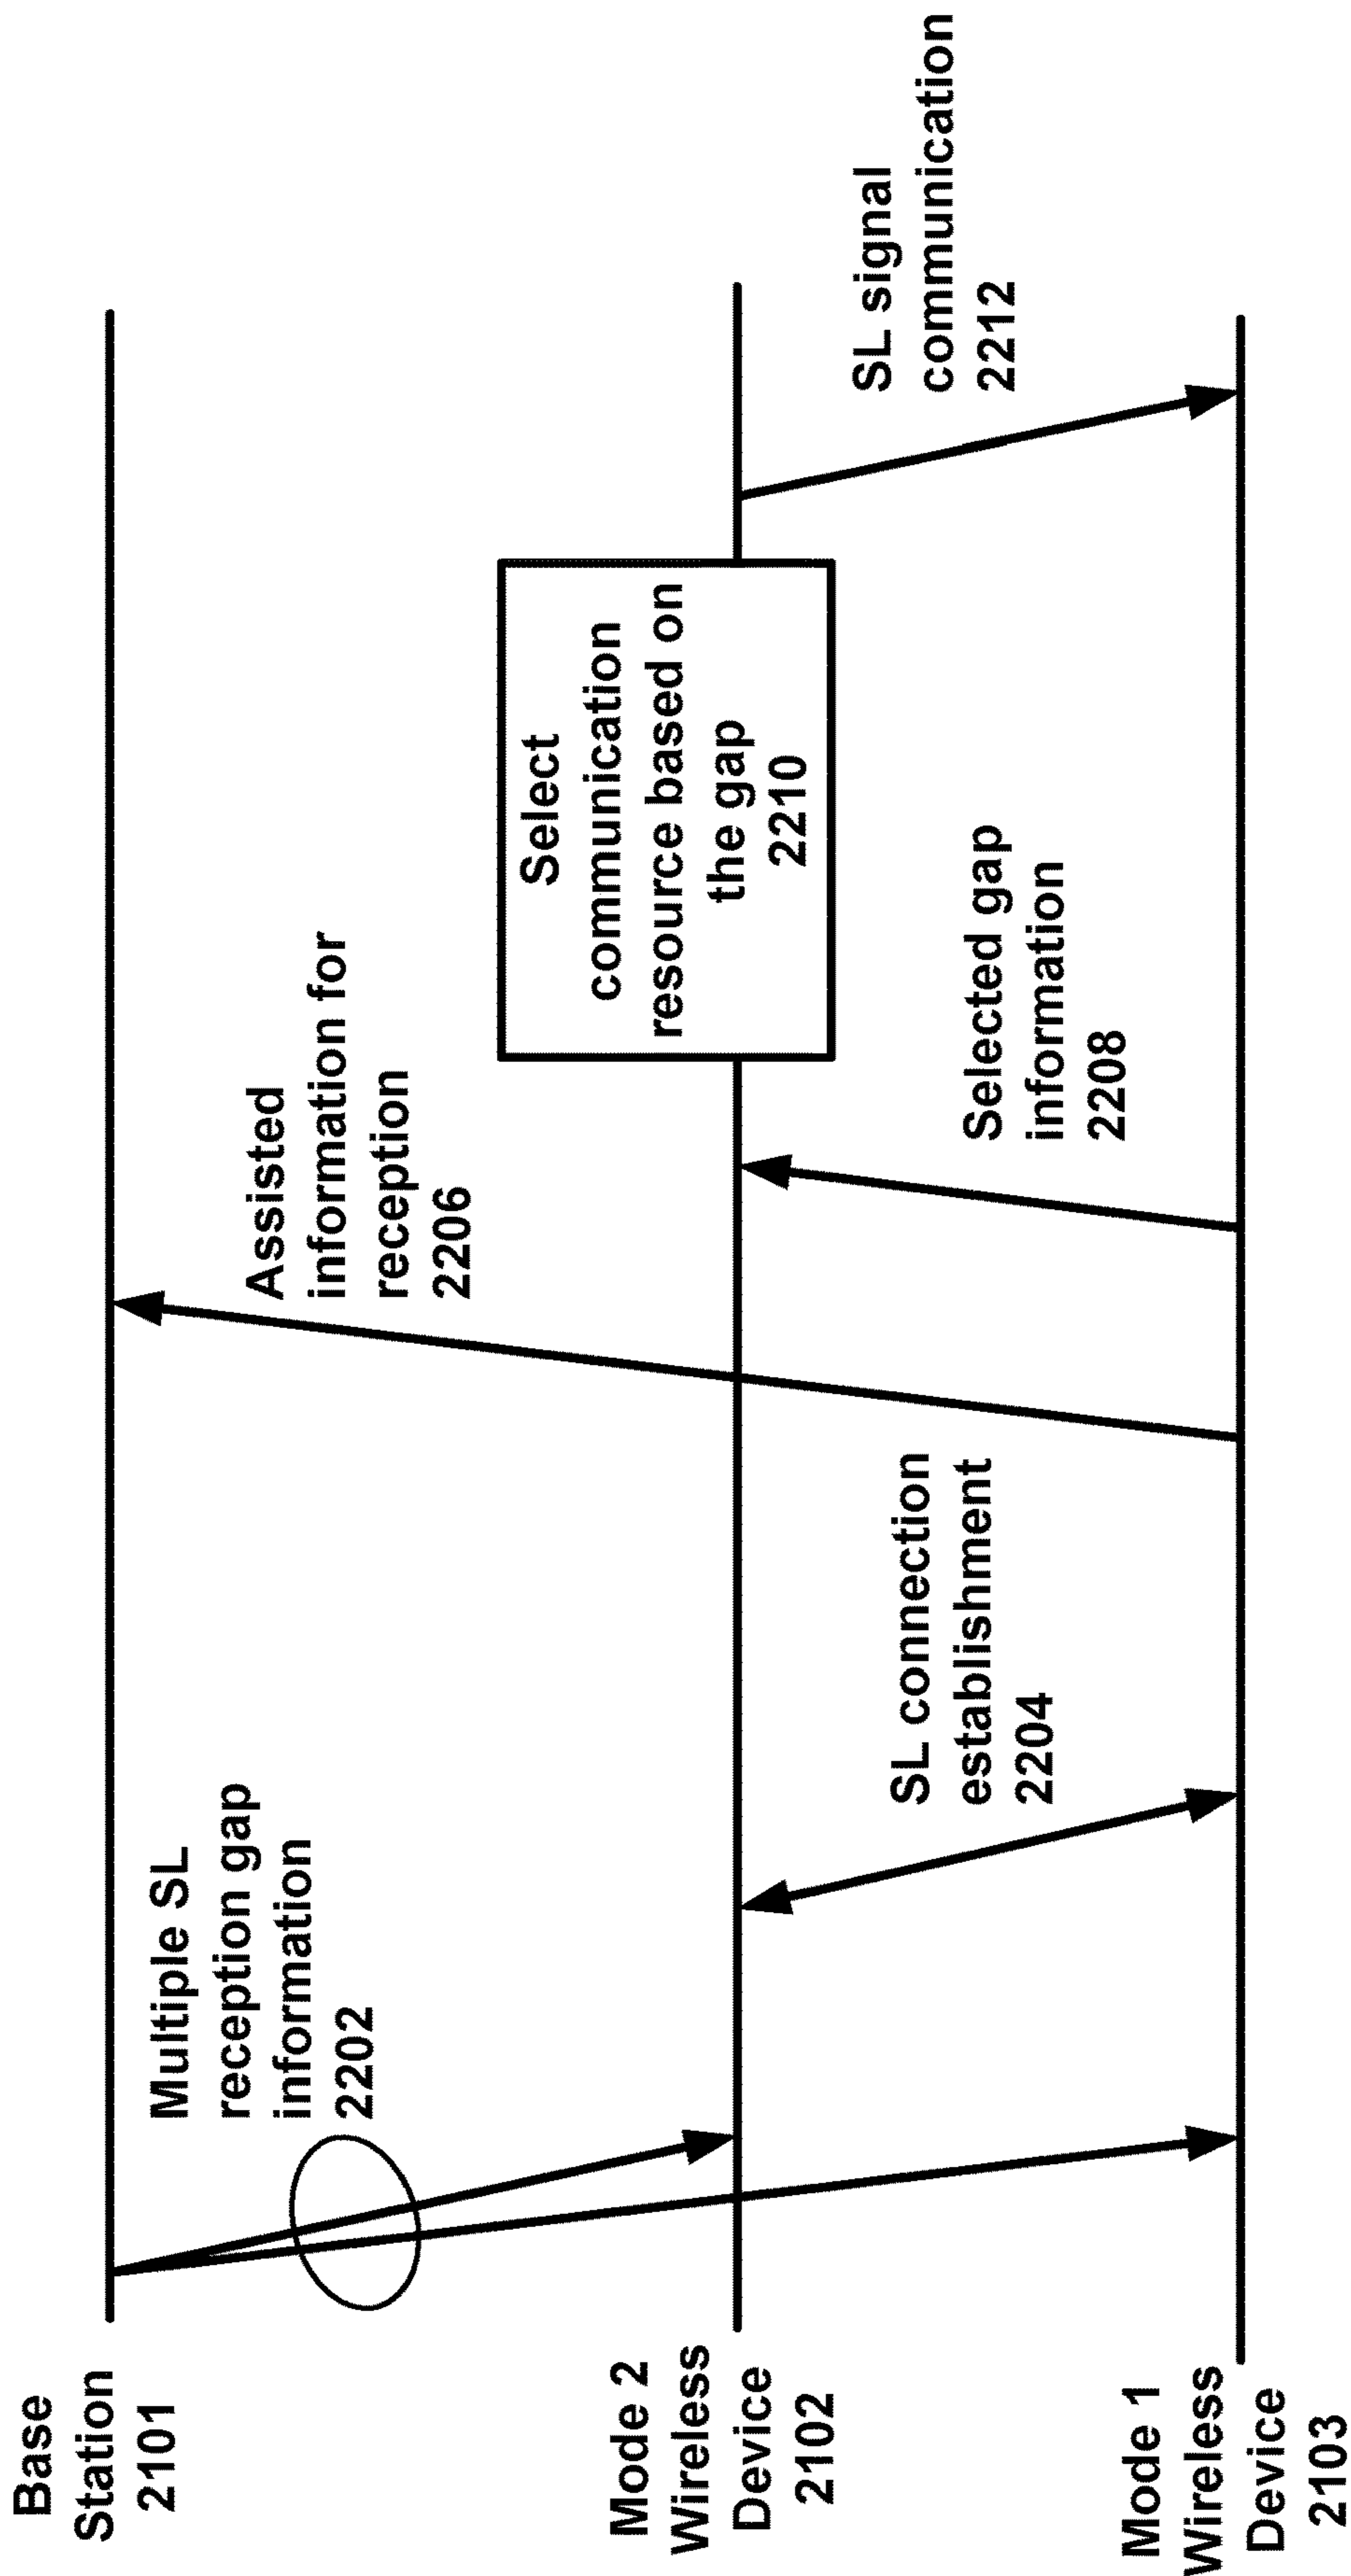 Base
Station
2101
Mode 2
Wireless
Device
2102
Mode 1
Wireless
Device
2103
Multiple SL
reception gap
information
2202
SL connection
establishment
2204
Assisted
information for
reception
2206
Selected gap
information
2208
Select
communication
resource based on
the gap
2210
SL signal
communication
2212